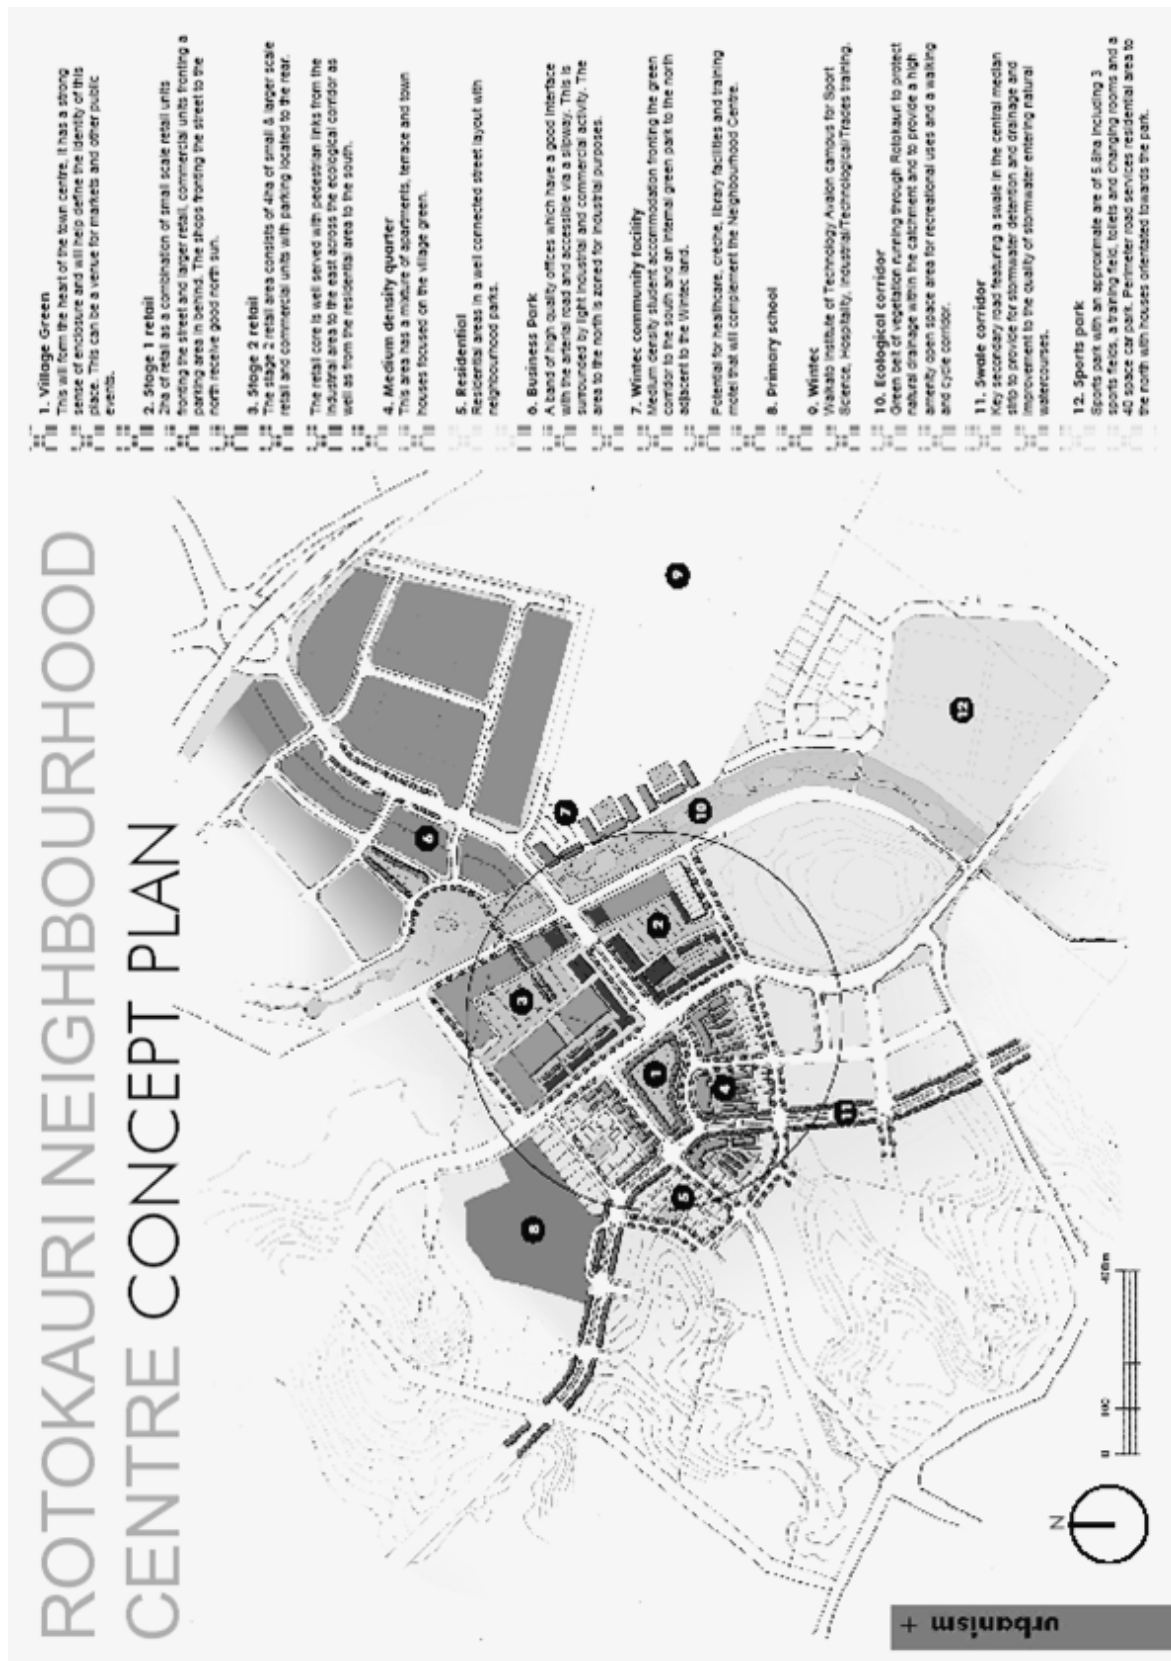 ROTOKAURI NEIGHBOURHOOD
CENTRE CONCEPT PLAN
1. Village Green
This will form the heart of the town centre. It has a strong
sense of enclosure and will help define the identity of this
place. This can be a venue for markets and other public
events.
2. Stage 1 retail
2ha of retail as a combination of small scale retail units
fronting the street and larger retail, commercial units fronting a
parking area in behind. The shops fronting the street to the
north receive good north sun.
3. Stage 2 retail
The stage 2 retail area consists of 4ha of small & larger scale
retail and commercial units with parking located to the rear.
The retail core is well served with pedestrian links from the
industrial area to the east across the ecological corridor as
well as from the residential area to the south.
4. Medium density quarter
This area has a mixture of apartments, terrace and town
houses focused on the village green.
5. Residential
Residential areas in a well connected street layout with
neighbourhood parks.
6. Business Park
A band of high quality offices which have a good interface
with the arterial road and accessible via a slipway. This is
surrounded by light industrial and commercial activity. The
area to the north is zoned for industrial purposes.
7. Wintec community facility
Medium density student accommodation fronting the green
corridor to the south and an internal green park to the north
adjacent to the Wintec land.
Potential for healthcare, creche, library facilities and training
motel that will complement the Neighbourhood Centre.
8. Primary school
9. Wintec
Waikato Institute of Technology Avalon campus for Sport
Science, Hospitality, Industrial/Technological/Trades training.
10. Ecological corridor
Green belt of vegetation running through Rotokauri to protect
natural drainage within the catchment and to provide a high
amenity open space area for recreational uses and a walking
and cycle corridor.
11. Swale corridor
Key secondary road featuring a swale in the central median
strip to provide for stormwater detention and drainage and
improvement to the quality of stormwater entering natural
watercourses.
12. Sports park
Sports park with an approximate are of 5.8ha including 3
sports fields, a training field, toilets and changing rooms and a
40 space car park. Perimeter road services residential area to
the north with houses orientated towards the park.
9
12
7
10
6
2
3
1
4
11
5
8
N
0
100
400m
urbanism +